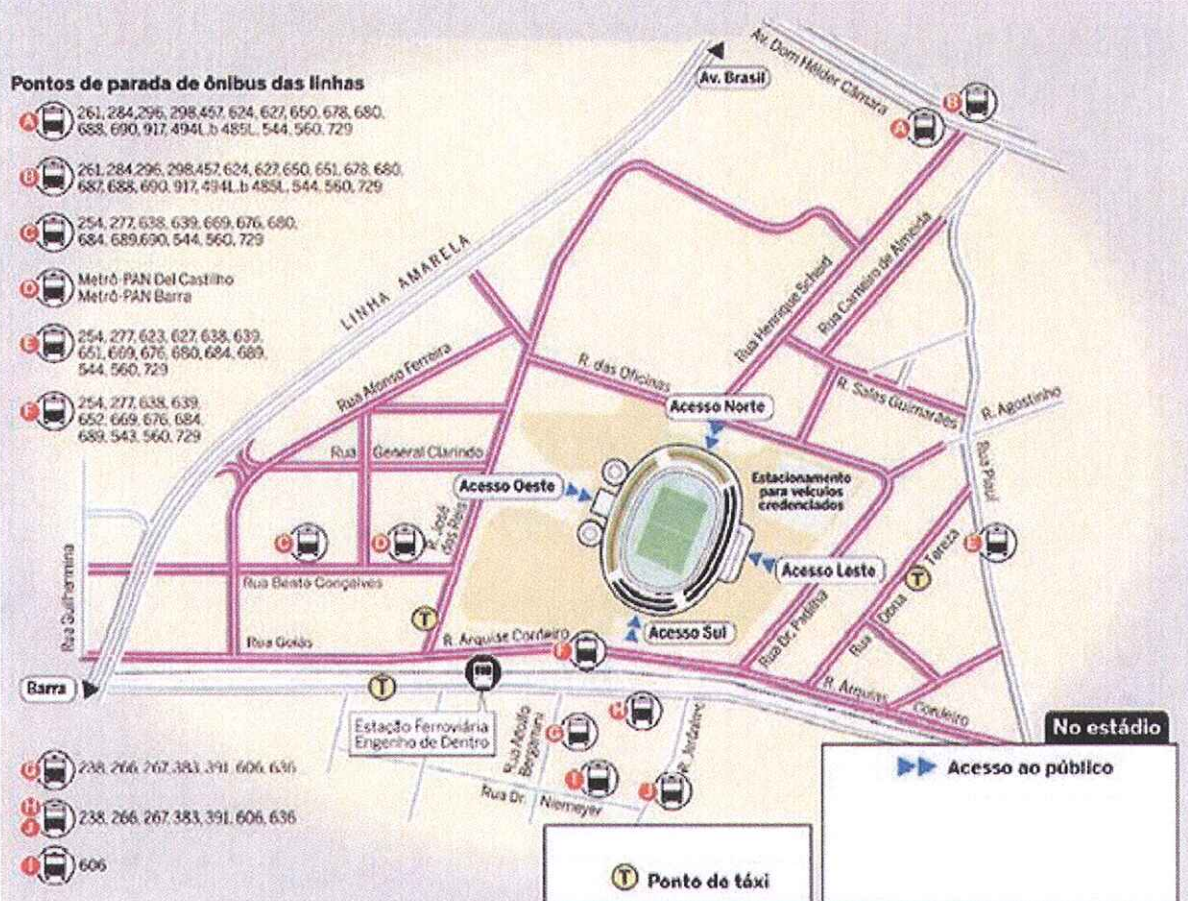 Pontos de parada de ônibus das linhas
A
261, 284, 296, 298, 457, 624, 627, 650, 678, 680,
688, 690, 917, 494L, b 485L, 544, 560, 729
B
261, 284, 296, 298, 457, 624, 627, 650, 651, 678, 680,
687, 688, 690, 917, 494L, b 485L, 544, 560, 729
C
254, 277, 638, 639, 669, 676, 680,
684, 689, 690, 544, 560, 729
D
Metrô-PAN Del Castilho
Metrô-PAN Barra
E
254, 277, 623, 627, 638, 639,
651, 669, 676, 680, 684, 689,
544, 560, 729
F
254, 277, 638, 639,
652, 669, 676, 684,
689, 543, 560, 729
Av. Brasil
Av. Dom Hélder Câmara
B
A
LINHA AMARELA
Rua Henrique Scheid
Rua Carneiro de Almeida
Rua Afonso Ferreira
R. das Oficinas
R. Sales Guimarães
R. Agostinho
Acesso Norte
Rua General Clarindo
Acesso Oeste
Estacionamento
para veículos
credenciados
Rua Piauí
R. José
dos Reis
C
D
E
Rua Bento Gonçalves
Acesso Leste
T
Rua Dona Tereza
Rua Guilhermina
T
Rua Goiás
R. Arquias Cordeiro
Acesso Sul
F
Rua Dr. Padilha
Barra
T
R. Arquias Cordeiro
Estação Ferroviária
Engenho de Dentro
Rua Adolfo
Bergamini
G
H
R. Jordalino
I
J
Rua Dr. Niemeyer
No estádio
Acesso ao público
G
238, 266, 267, 383, 391, 606, 636
H
J
238, 266, 267, 383, 391, 606, 636
I
606
T Ponto de táxi